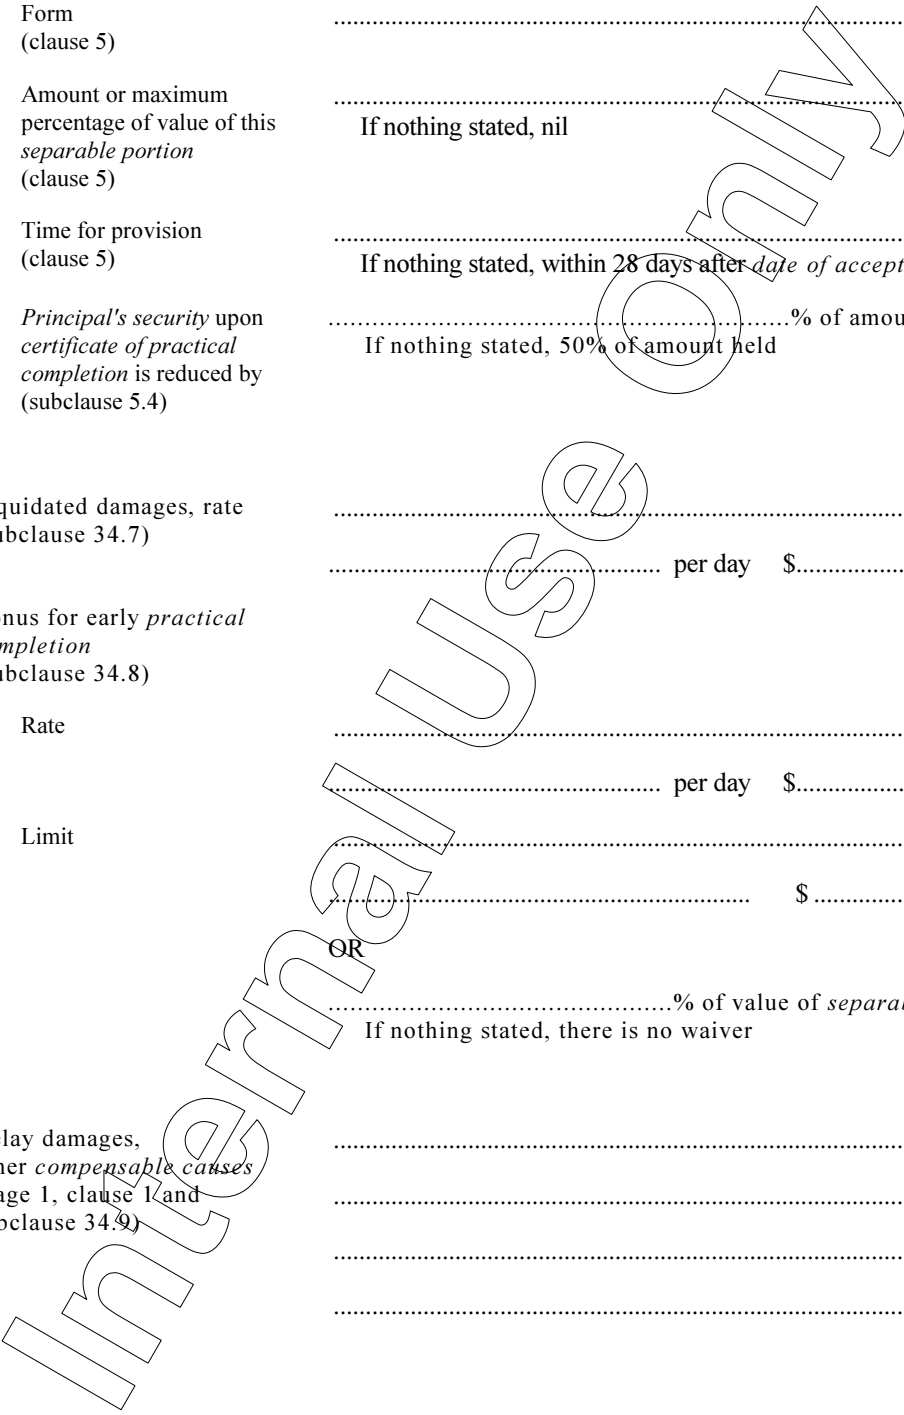 Form ........................................
(clause 5)
Amount or maximum ........................................
percentage of value of this If nothing stated, nil
separable portion
(clause 5)
Time for provision ........................................
(clause 5) If nothing stated, within 28 days after date of accept
Principal's security upon ........................................% of amou
certificate of practical If nothing stated, 50% of amount held
completion is reduced by
(subclause 5.4)
quidated damages, rate ........................................
ubclause 34.7)
........................................ per day $....................
onus for early practical
mpletion
ubclause 34.8)
Rate ........................................
........................................ per day $....................
Limit ........................................
........................................ $ ....................
OR
........................................% of value of separal
If nothing stated, there is no waiver
elay damages, ........................................
her compensable causes
age 1, clause 1 and ........................................
bclause 34.9)
........................................
........................................
Internal Use Only